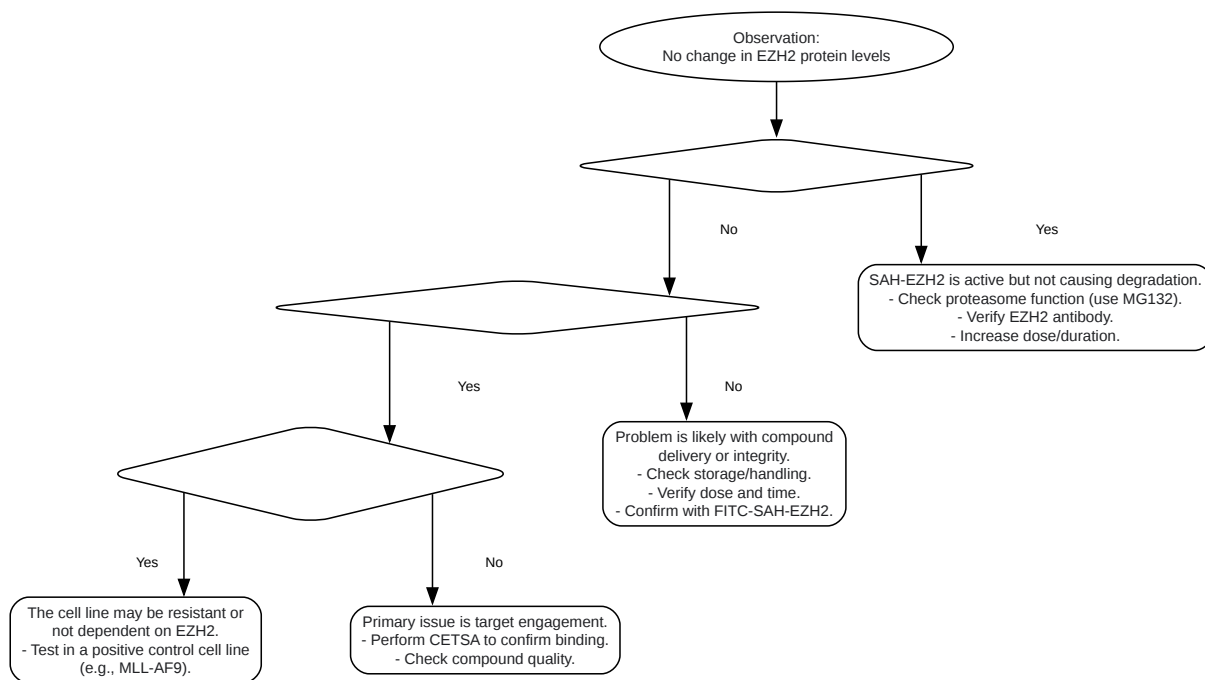 Observation:
No change in EZH2 protein levels
No
Yes
SAH-EZH2 is active but not causing degradation.
- Check proteasome function (use MG132).
- Verify EZH2 antibody.
- Increase dose/duration.
Yes
No
Problem is likely with compound
delivery or integrity.
- Check storage/handling.
- Verify dose and time.
- Confirm with FITC-SAH-EZH2.
Yes
No
The cell line may be resistant or
not dependent on EZH2.
- Test in a positive control cell line
(e.g., MLL-AF9).
Primary issue is target engagement.
- Perform CETSA to confirm binding.
- Check compound quality.